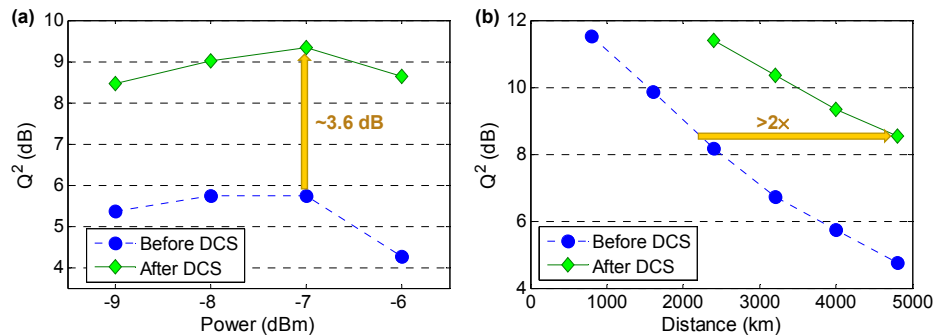 (a)
10
9
8
7
6
5
4
Q² (dB)
~3.6 dB
Before DCS
After DCS
-9 -8 -7 -6
Power (dBm)
(b)
12
10
8
6
4
Q² (dB)
>2×
Before DCS
After DCS
0 1000 2000 3000 4000 5000
Distance (km)